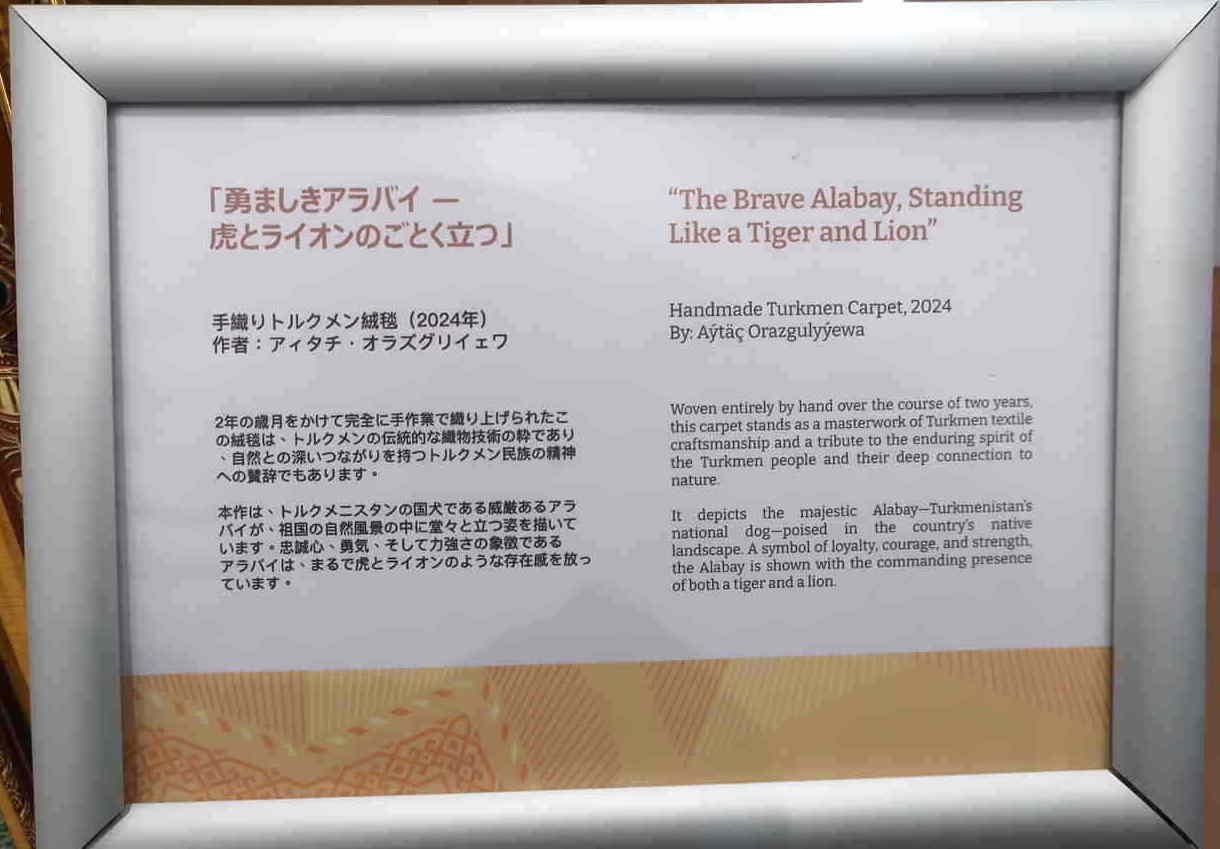 「勇ましきアラバイ ―
虎とライオンのごとく立つ」
手織りトルクメン絨毯（2024年）
作者：アィタチ・オラズグリイェワ
2年の歳月をかけて完全に手作業で織り上げられたこ
の絨毯は、トルクメンの伝統的な織物技術の粋であり
、自然との深いつながりを持つトルクメン民族の精神
への賛辞でもあります。
本作は、トルクメニスタンの国犬である威厳あるアラ
バイが、祖国の自然風景の中に堂々と立つ姿を描いて
います。忠誠心、勇気、そして力強さの象徴である
アラバイは、まるで虎とライオンのような存在感を放っ
ています。
“The Brave Alabay, Standing
Like a Tiger and Lion”
Handmade Turkmen Carpet, 2024
By: Aýtäç Orazgulyýewa
Woven entirely by hand over the course of two years,
this carpet stands as a masterwork of Turkmen textile
craftsmanship and a tribute to the enduring spirit of
the Turkmen people and their deep connection to
nature.
It depicts the majestic Alabay—Turkmenistan's
national dog—poised in the country's native
landscape. A symbol of loyalty, courage, and strength,
the Alabay is shown with the commanding presence
of both a tiger and a lion.